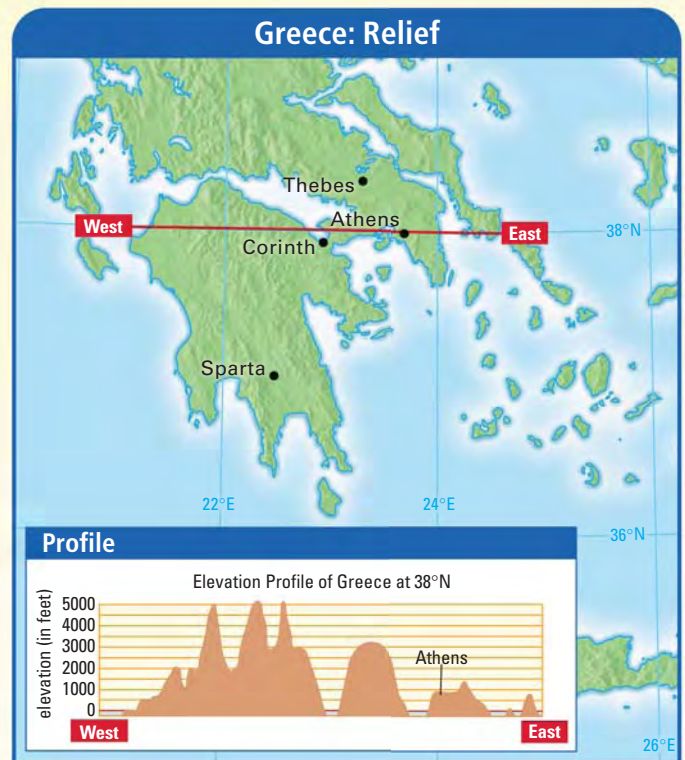 Greece: Relief
Thebes
Athens
West
East
38°N
Corinth
Sparta
22°E
24°E
36°N
Profile
Elevation Profile of Greece at 38°N
elevation (in feet)
5000
4000
3000
2000
1000
0
Athens
West
East
26°E